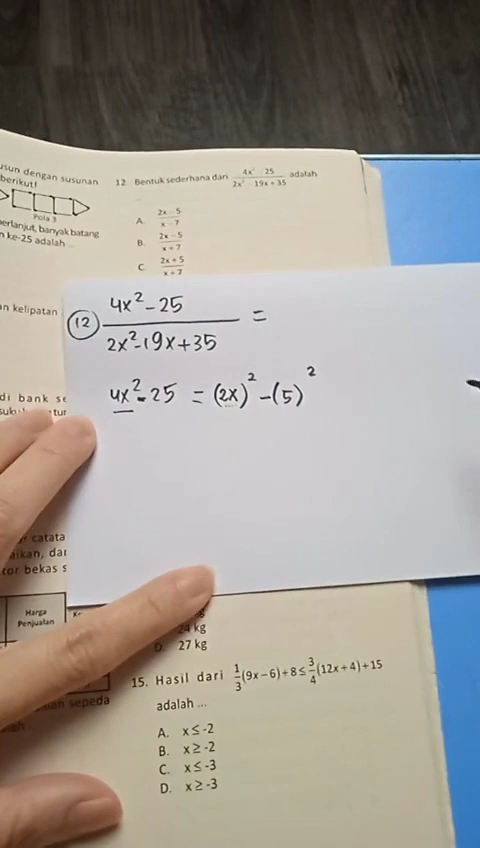 usun dengan susunan
berikut!
Pola 3
erlanjut, banyak batang
n ke-25 adalah ...
12. Bentuk sederhana dari (4x² - 25)/(2x² - 19x + 35) adalah
A. (2x - 5)/(x - 7)
B. (2x - 5)/(x + 7)
C. (2x + 5)/(x + 7)
an kelipatan
di bank se
suku
tur
catata
aikan, dar
tor bekas s
Harga
Penjualan
sepeda
(12) (4x² - 25)/(2x² - 19x + 35) =
4x² - 25 = (2x)² - (5)²
24 kg
D. 27 kg
15. Hasil dari 1/3(9x-6)+8≤3/4(12x+4)+15
adalah ...
A. x ≤ -2
B. x ≥ -2
C. x ≤ -3
D. x ≥ -3